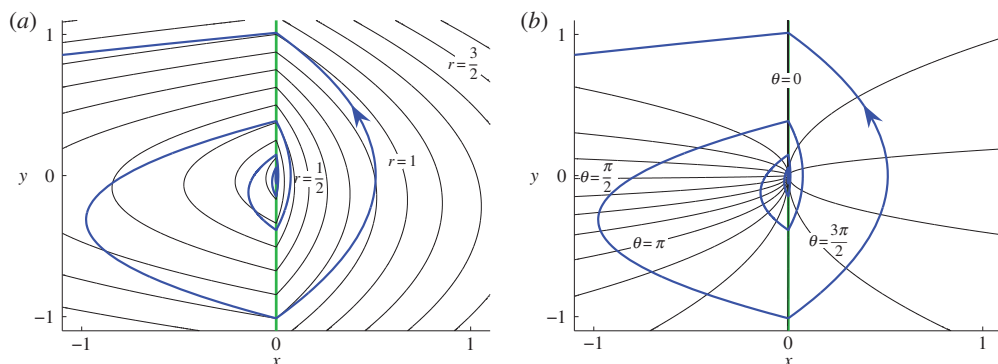 (a)
1
r = 3/2
y 0
r = 1/2
r = 1
−1
−1 0 1
x
(b)
1
θ = 0
y 0
θ = π/2
θ = π
θ = 3π/2
−1
−1 0 1
x